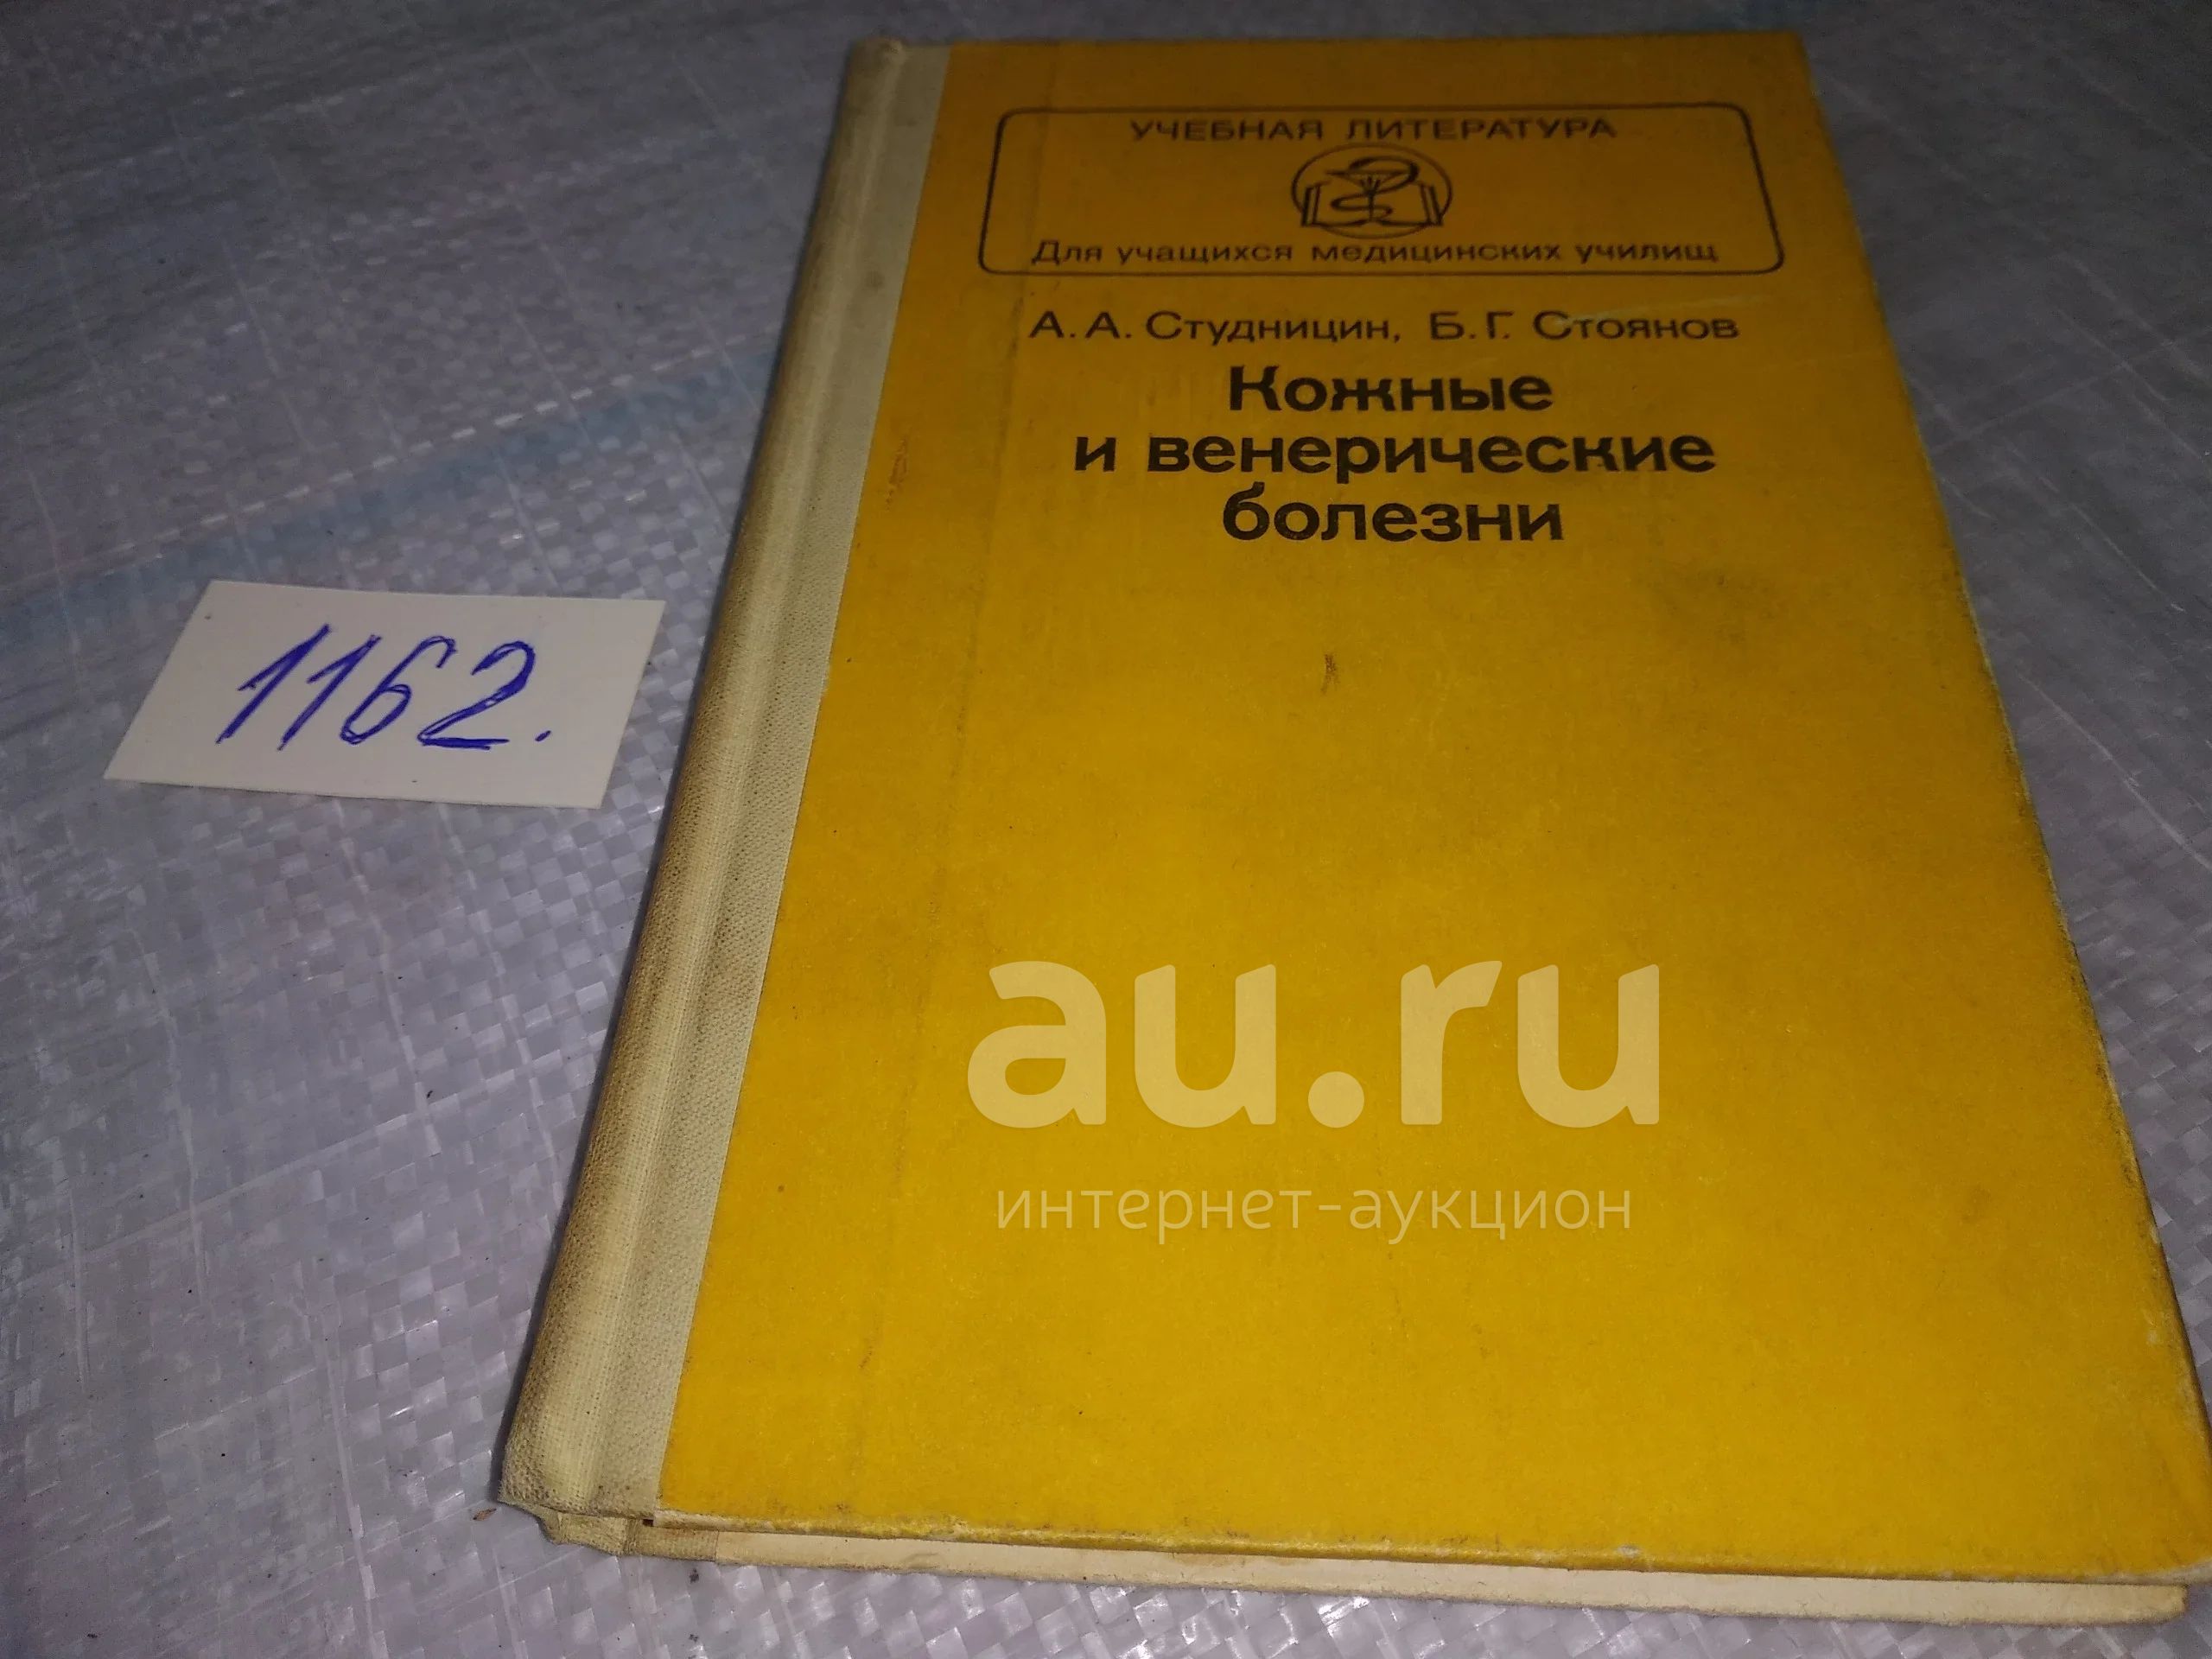 УЧЕБНАЯ ЛИТЕРАТУРА
Для учащихся медицинских училищ
А. А. Студницин, Б. Г. Стоянов
Кожные
и венерические
болезни
1162.
au.ru
интернет-аукцион